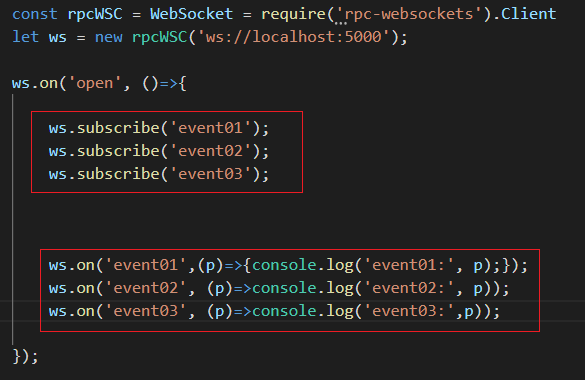 const rpcWSC = WebSocket = require('rpc-websockets').Client
let ws = new rpcWSC('ws://localhost:5000');
ws.on('open', ()=>{
ws.subscribe('event01');
ws.subscribe('event02');
ws.subscribe('event03');
ws.on('event01',(p)=>{console.log('event01:', p);});
ws.on('event02', (p)=>console.log('event02:', p));
ws.on('event03', (p)=>console.log('event03:',p));
});